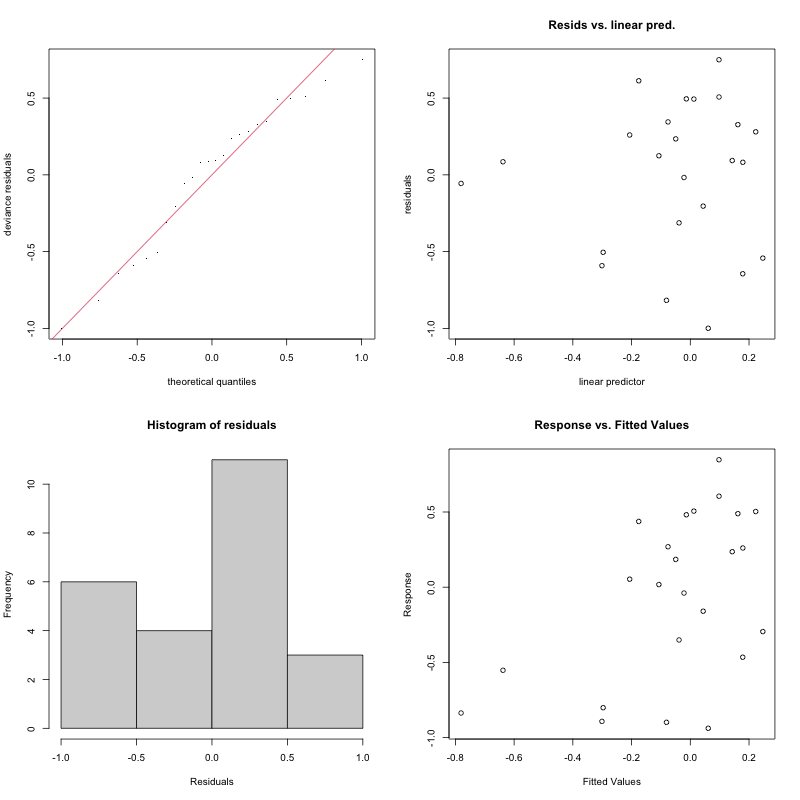 deviance residuals
-1.0 -0.5 0.0 0.5
-1.0 -0.5 0.0 0.5 1.0
theoretical quantiles
Resids vs. linear pred.
residuals
-1.0 -0.5 0.0 0.5
-0.8 -0.6 -0.4 -0.2 0.0 0.2
linear predictor
Histogram of residuals
Frequency
0 2 4 6 8 10
-1.0 -0.5 0.0 0.5 1.0
Residuals
Response vs. Fitted Values
Response
-1.0 -0.5 0.0 0.5
-0.8 -0.6 -0.4 -0.2 0.0 0.2
Fitted Values